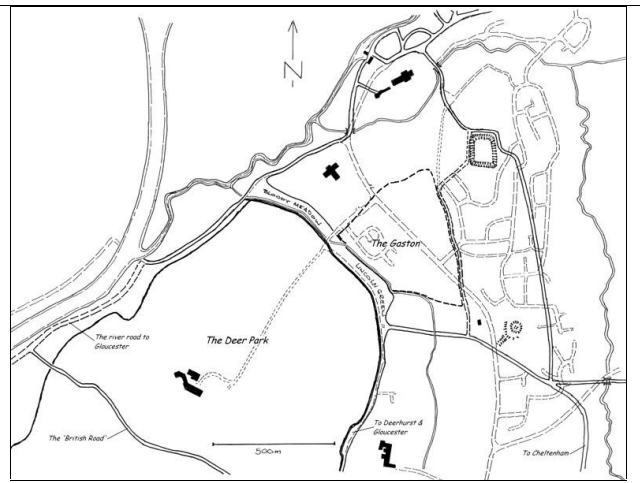 N
BLOODY MEADOW
The Gaston
LINCOLN GREEN
The river road to
Gloucester
The Deer Park
The 'British Road'
500m
To Deerhurst &
Gloucester
To Cheltenham